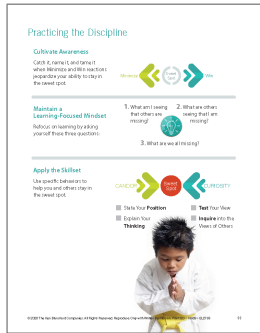 Practicing the Discipline
Cultivate Awareness
Catch it, name it, and tame it
when Minimize and Win reactions
jeopardize your ability to stay in
the sweet spot.
Minimize
Sweet
Spot
Win
Maintain a
Learning-Focused Mindset
Refocus on learning by asking
yourself these three questions:
1. What am I seeing
that others are
missing?
2. What are others
seeing that I am
missing?
3. What are we all missing?
Apply the Skillset
Use specific behaviors to
help you and others stay in
the sweet spot.
CANDOR
Sweet
Spot
CURIOSITY
State Your Position
Explain Your
Thinking
Test Your View
Inquire into the
Views of Others